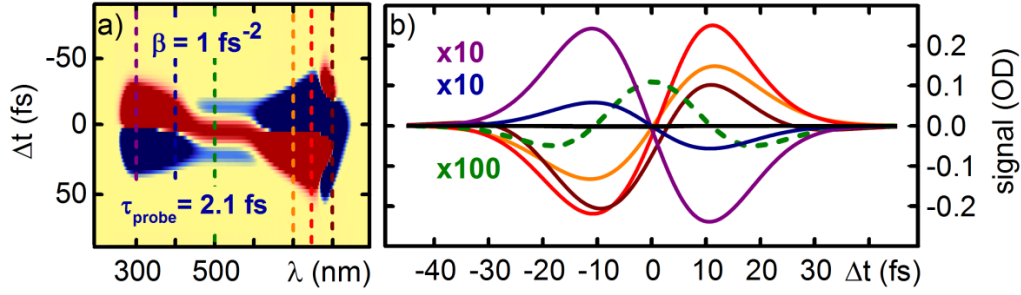 a)
β = 1 fs⁻²
τprobe = 2.1 fs
-50
0
50
Δt (fs)
300 500 λ (nm)
b)
x10
x10
x100
0.2
0.1
0.0
-0.1
-0.2
signal (OD)
-40 -30 -20 -10 0 10 20 30 Δt (fs)